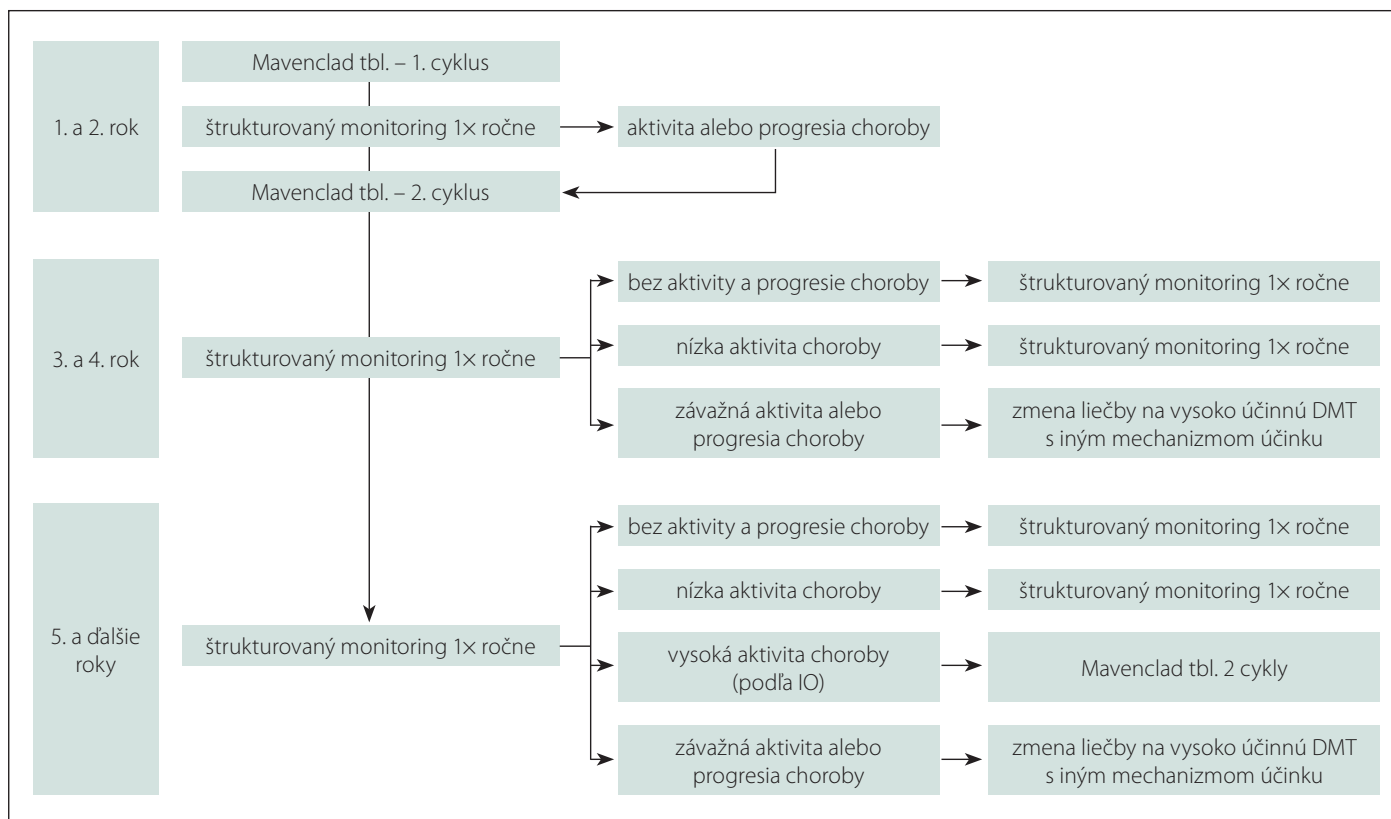 1. a 2. rok
Mavenclad tbl. – 1. cyklus
štrukturovaný monitoring 1× ročne
aktivita alebo progresia choroby
Mavenclad tbl. – 2. cyklus
3. a 4. rok
štrukturovaný monitoring 1× ročne
bez aktivity a progresie choroby
štrukturovaný monitoring 1× ročne
nízka aktivita choroby
štrukturovaný monitoring 1× ročne
závažná aktivita alebo
progresia choroby
zmena liečby na vysoko účinnú DMT
s iným mechanizmom účinku
5. a ďalšie
roky
štrukturovaný monitoring 1× ročne
bez aktivity a progresie choroby
štrukturovaný monitoring 1× ročne
nízka aktivita choroby
štrukturovaný monitoring 1× ročne
vysoká aktivita choroby
(podľa IO)
Mavenclad tbl. 2 cykly
závažná aktivita alebo
progresia choroby
zmena liečby na vysoko účinnú DMT
s iným mechanizmom účinku